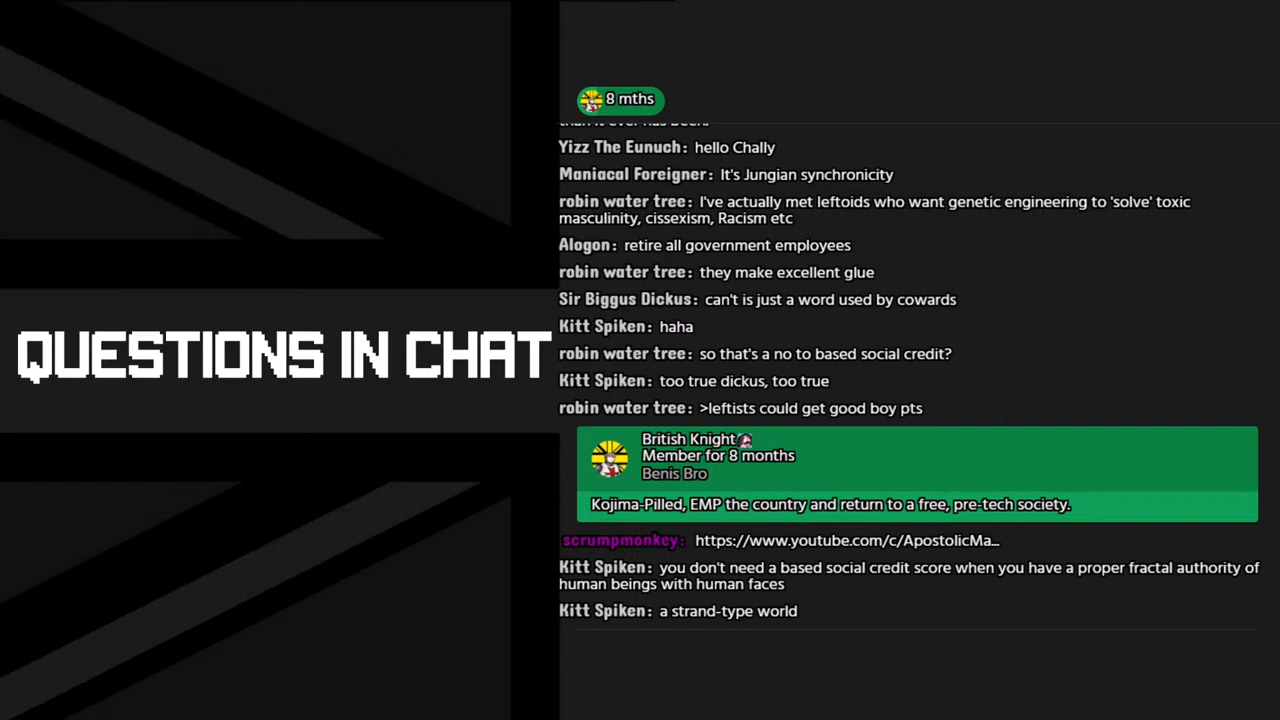 QUESTIONS IN CHAT
8 mths
than it ever has been.
Yizz The Eunuch: hello Chally
Maniacal Foreigner: It's Jungian synchronicity
robin water tree: I've actually met leftoids who want genetic engineering to 'solve' toxic
masculinity, cissexism, Racism etc
Alogon: retire all government employees
robin water tree: they make excellent glue
Sir Biggus Dickus: can't is just a word used by cowards
Kitt Spiken: haha
robin water tree: so that's a no to based social credit?
Kitt Spiken: too true dickus, too true
robin water tree: >leftists could get good boy pts
British Knight
Member for 8 months
Benis Bro
Kojima-Pilled, EMP the country and return to a free, pre-tech society.
scrumpmonkey: https://www.youtube.com/c/ApostolicMa...
Kitt Spiken: you don't need a based social credit score when you have a proper fractal authority of
human beings with human faces
Kitt Spiken: a strand-type world